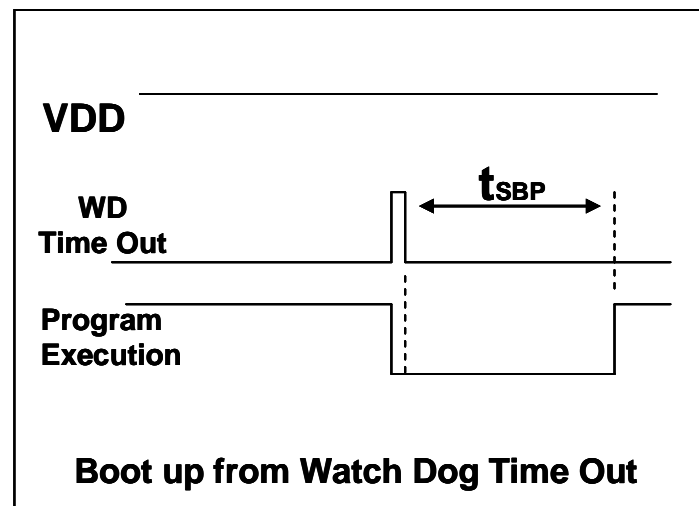 VDD
tSBP
WD
Time Out
Program
Execution
Boot up from Watch Dog Time Out